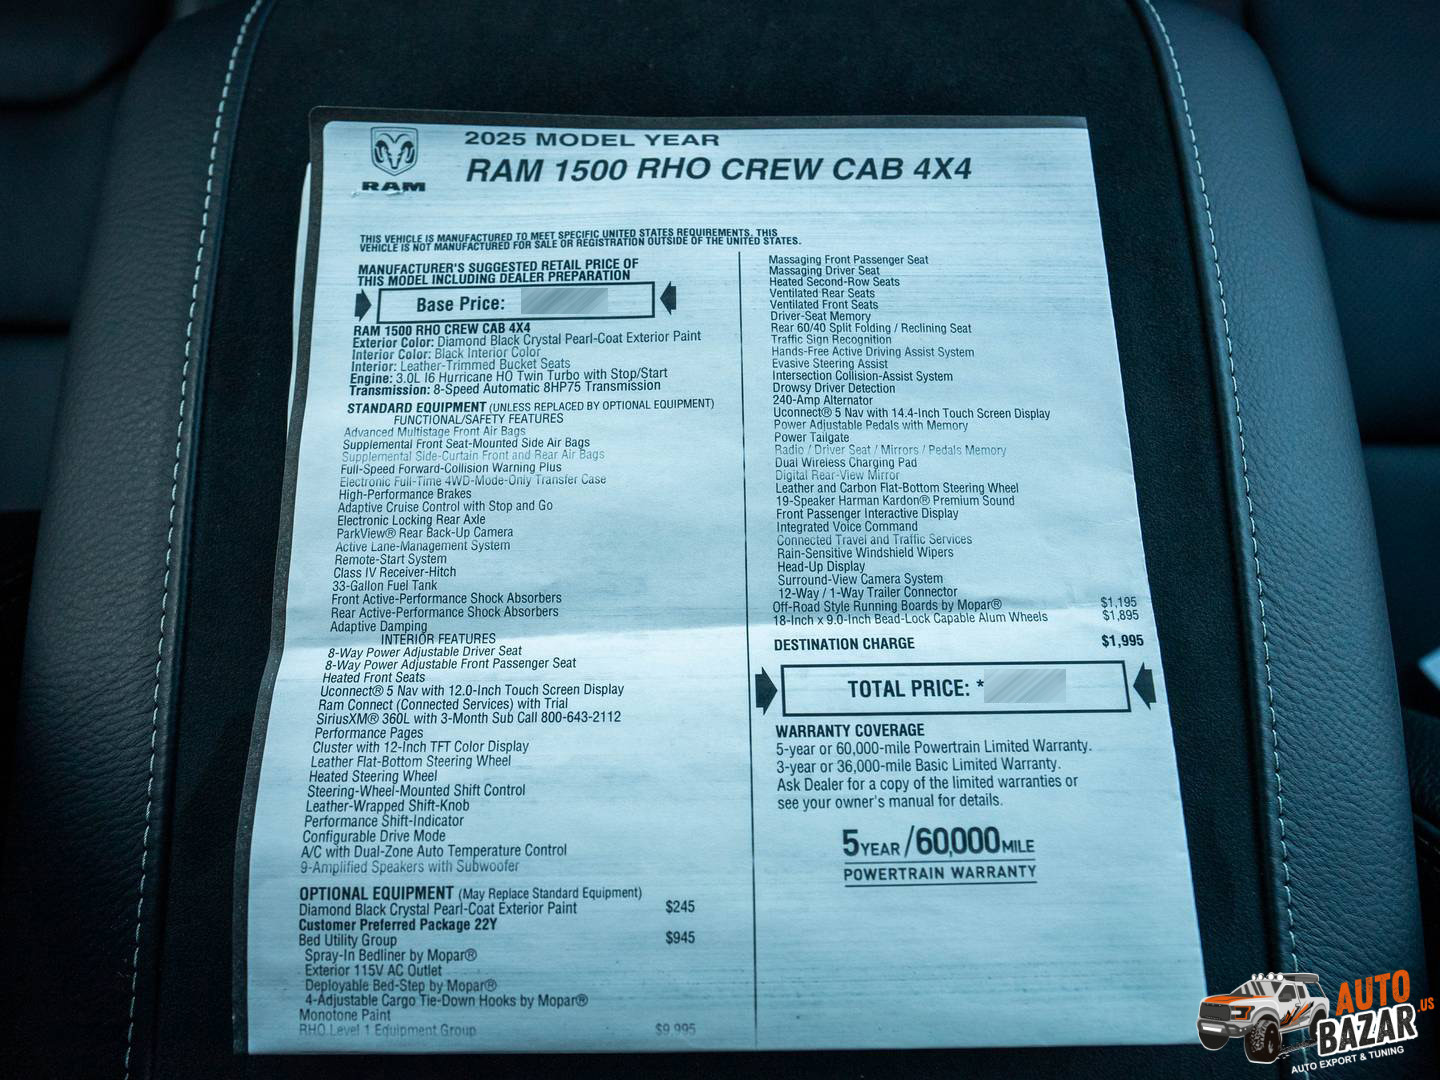 RAM
2025 MODEL YEAR
RAM 1500 RHO CREW CAB 4X4
THIS VEHICLE IS MANUFACTURED TO MEET SPECIFIC UNITED STATES REQUIREMENTS. THIS
VEHICLE IS NOT MANUFACTURED FOR SALE OR REGISTRATION OUTSIDE OF THE UNITED STATES.
MANUFACTURER'S SUGGESTED RETAIL PRICE OF
THIS MODEL INCLUDING DEALER PREPARATION
Base Price:
RAM 1500 RHO CREW CAB 4X4
Exterior Color: Diamond Black Crystal Pearl-Coat Exterior Paint
Interior Color: Black Interior Color
Interior: Leather-Trimmed Bucket Seats
Engine: 3.0L I6 Hurricane HO Twin Turbo with Stop/Start
Transmission: 8-Speed Automatic 8HP75 Transmission
STANDARD EQUIPMENT (UNLESS REPLACED BY OPTIONAL EQUIPMENT)
FUNCTIONAL/SAFETY FEATURES
Advanced Multistage Front Air Bags
Supplemental Front Seat-Mounted Side Air Bags
Supplemental Side-Curtain Front and Rear Air Bags
Full-Speed Forward-Collision Warning Plus
Electronic Full-Time 4WD-Mode-Only Transfer Case
High-Performance Brakes
Adaptive Cruise Control with Stop and Go
Electronic Locking Rear Axle
ParkView® Rear Back-Up Camera
Active Lane-Management System
Remote-Start System
Class IV Receiver-Hitch
33-Gallon Fuel Tank
Front Active-Performance Shock Absorbers
Rear Active-Performance Shock Absorbers
Adaptive Damping
INTERIOR FEATURES
8-Way Power Adjustable Driver Seat
8-Way Power Adjustable Front Passenger Seat
Heated Front Seats
Uconnect® 5 Nav with 12.0-Inch Touch Screen Display
Ram Connect (Connected Services) with Trial
SiriusXM® 360L with 3-Month Sub Call 800-643-2112
Performance Pages
Cluster with 12-Inch TFT Color Display
Leather Flat-Bottom Steering Wheel
Heated Steering Wheel
Steering-Wheel-Mounted Shift Control
Leather-Wrapped Shift-Knob
Performance Shift-Indicator
Configurable Drive Mode
A/C with Dual-Zone Auto Temperature Control
9-Amplified Speakers with Subwoofer
OPTIONAL EQUIPMENT (May Replace Standard Equipment)
Diamond Black Crystal Pearl-Coat Exterior Paint $245
Customer Preferred Package 22Y
Bed Utility Group $945
Spray-In Bedliner by Mopar®
Exterior 115V AC Outlet
Deployable Bed-Step by Mopar®
4-Adjustable Cargo Tie-Down Hooks by Mopar®
Monotone Paint
RHO Level 1 Equipment Group $9,995
Massaging Front Passenger Seat
Massaging Driver Seat
Heated Second-Row Seats
Ventilated Rear Seats
Ventilated Front Seats
Driver-Seat Memory
Rear 60/40 Split Folding / Reclining Seat
Traffic Sign Recognition
Hands-Free Active Driving Assist System
Evasive Steering Assist
Intersection Collision-Assist System
Drowsy Driver Detection
240-Amp Alternator
Uconnect® 5 Nav with 14.4-Inch Touch Screen Display
Power Adjustable Pedals with Memory
Power Tailgate
Radio / Driver Seat / Mirrors / Pedals Memory
Dual Wireless Charging Pad
Digital Rear-View Mirror
Leather and Carbon Flat-Bottom Steering Wheel
19-Speaker Harman Kardon® Premium Sound
Front Passenger Interactive Display
Integrated Voice Command
Connected Travel and Traffic Services
Rain-Sensitive Windshield Wipers
Head-Up Display
Surround-View Camera System
12-Way / 1-Way Trailer Connector
Off-Road Style Running Boards by Mopar® $1,195
18-Inch x 9.0-Inch Bead-Lock Capable Alum Wheels $1,895
DESTINATION CHARGE $1,995
TOTAL PRICE: *
WARRANTY COVERAGE
5-year or 60,000-mile Powertrain Limited Warranty.
3-year or 36,000-mile Basic Limited Warranty.
Ask Dealer for a copy of the limited warranties or
see your owner's manual for details.
5YEAR/60,000MILE
POWERTRAIN WARRANTY
AUTO
BAZAR.US
AUTO EXPORT & TUNING